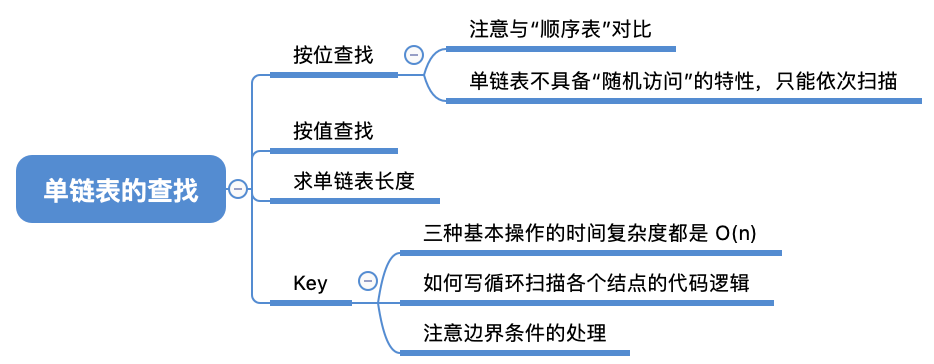 单链表的查找
按位查找
注意与“顺序表”对比
单链表不具备“随机访问”的特性，只能依次扫描
按值查找
求单链表长度
Key
三种基本操作的时间复杂度都是 O(n)
如何写循环扫描各个结点的代码逻辑
注意边界条件的处理